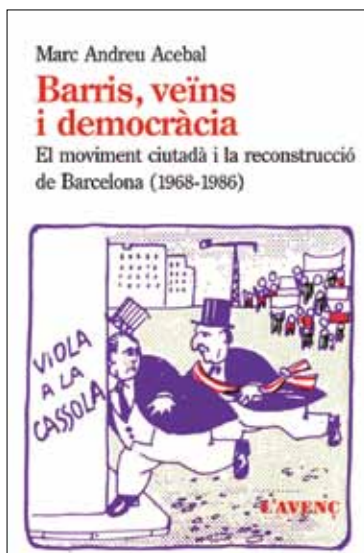 Marc Andreu Acebal
Barris, veïns
i democràcia
El moviment ciutadà i la reconstrucció
de Barcelona (1968-1986)
VIOLA
A LA
CASSOLA
L'AVENÇ